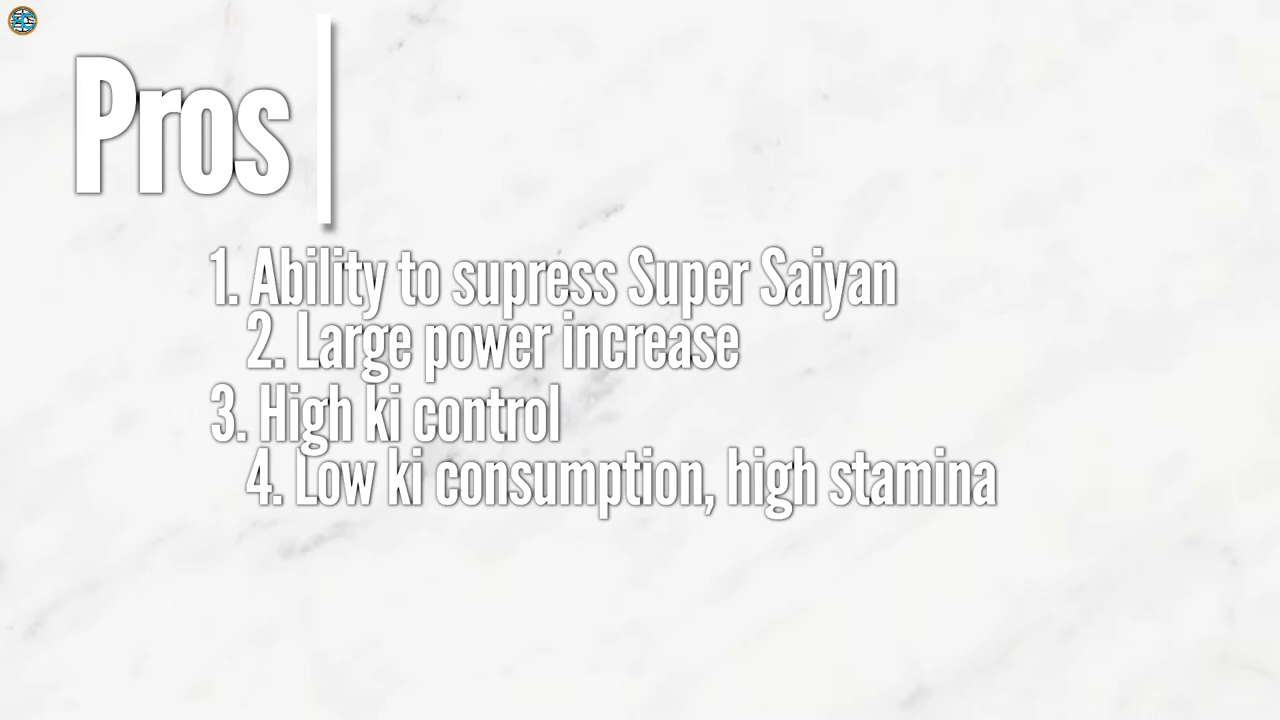 Pros
1. Ability to supress Super Saiyan
2. Large power increase
3. High ki control
4. Low ki consumption, high stamina